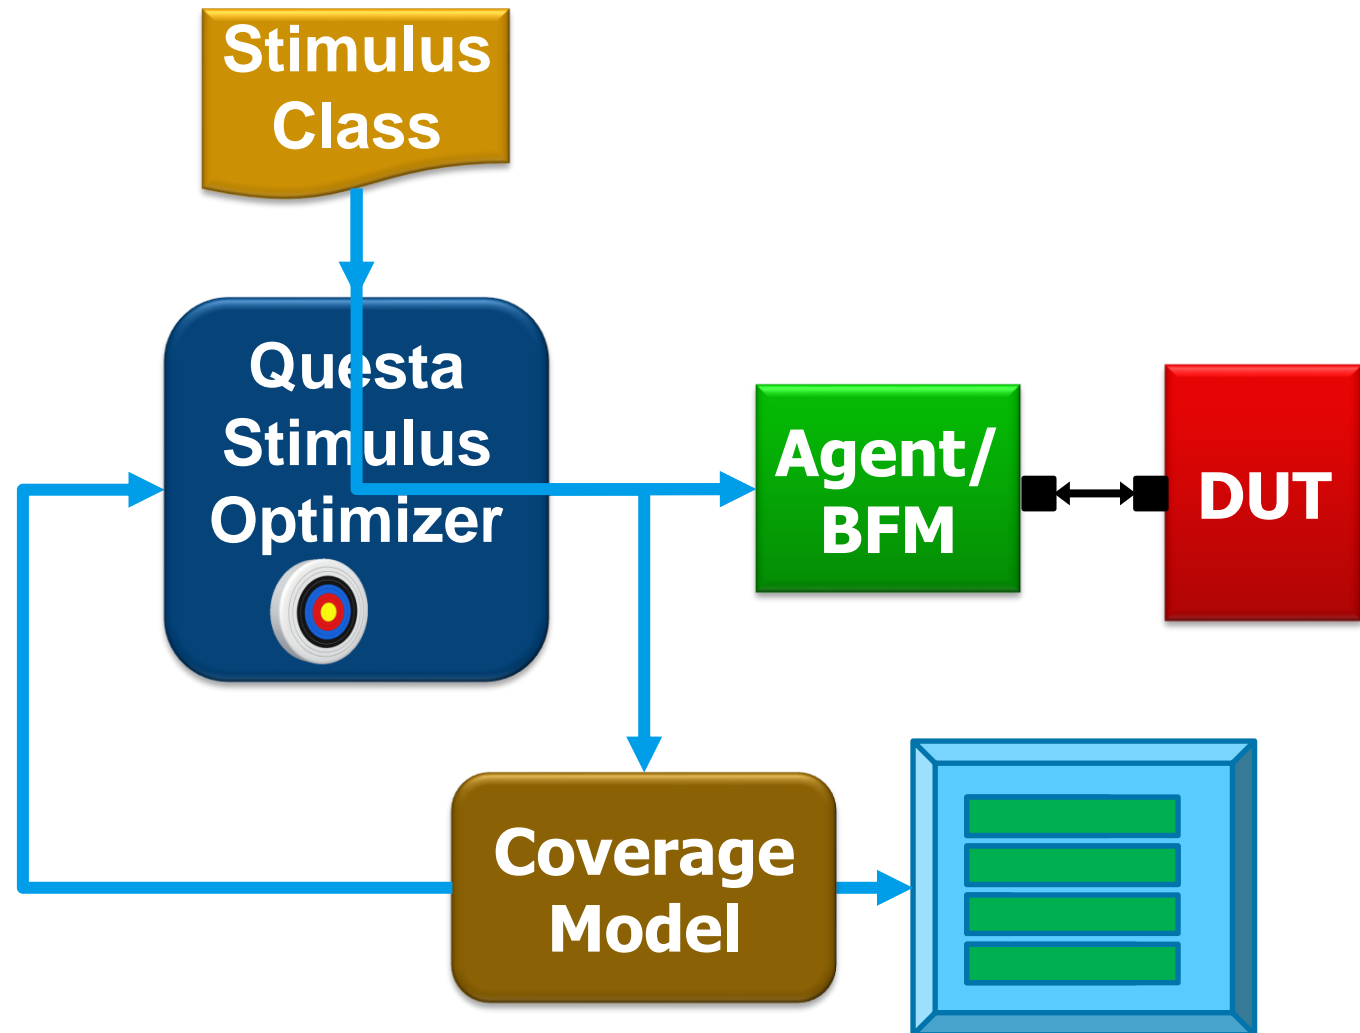 Stimulus
Class
Questa
Stimulus
Optimizer
Agent/
BFM
DUT
Coverage
Model